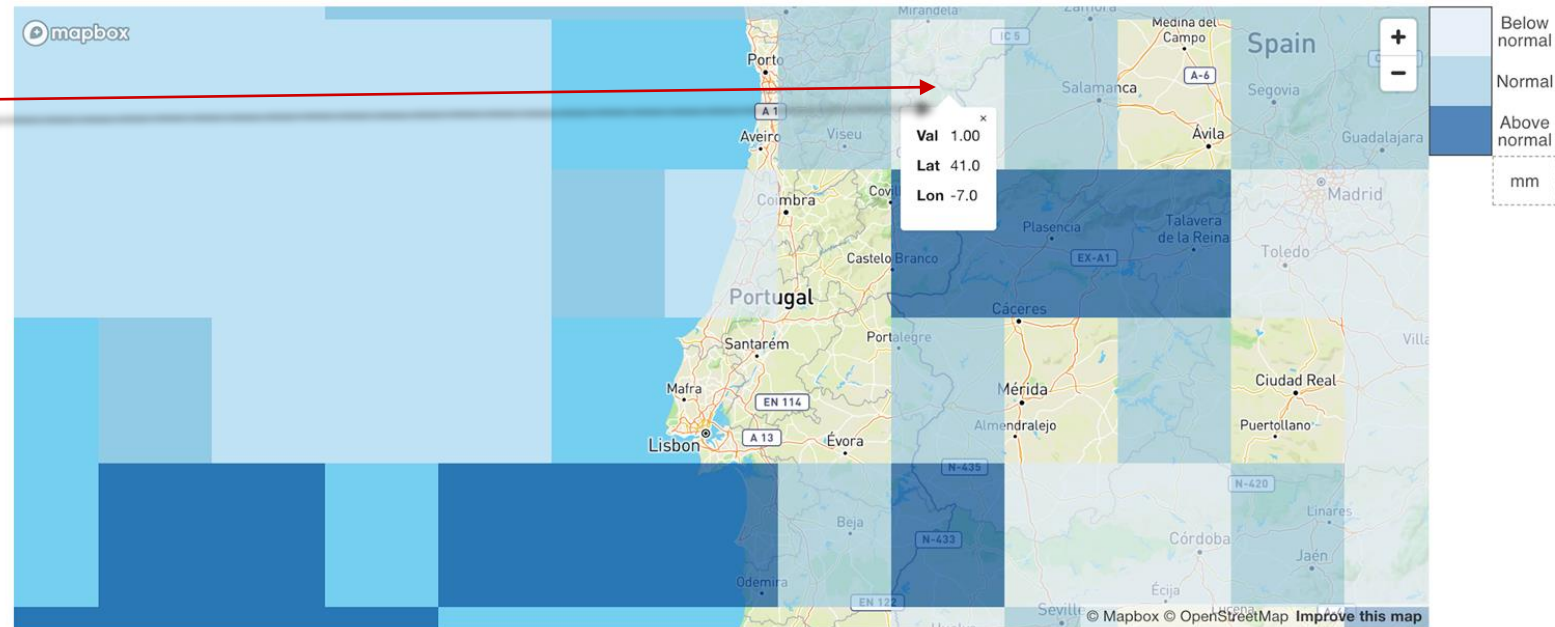 mapbox
Mirandela
Zamora
Medina del
Campo
IC 5
Spain
+
−
Porto
A-6
Salamanca
Segovia
A 1
Aveiro
Viseu
Ávila
Guadalajara
×
Val 1.00
Lat 41.0
Lon -7.0
Coimbra
Madrid
Plasencia
Talavera
de la Reina
Castelo Branco
EX-A1
Toledo
Portugal
Cáceres
Santarém
Portalegre
Mafra
EN 114
Mérida
Ciudad Real
Lisbon
A 13
Évora
Almendralejo
Puertollano
N-435
N-420
Beja
N-433
Linares
Córdoba
Jaén
Odemira
EN 122
Écija
Seville
Lucena
© Mapbox © OpenStreetMap Improve this map
Below
normal
Normal
Above
normal
mm